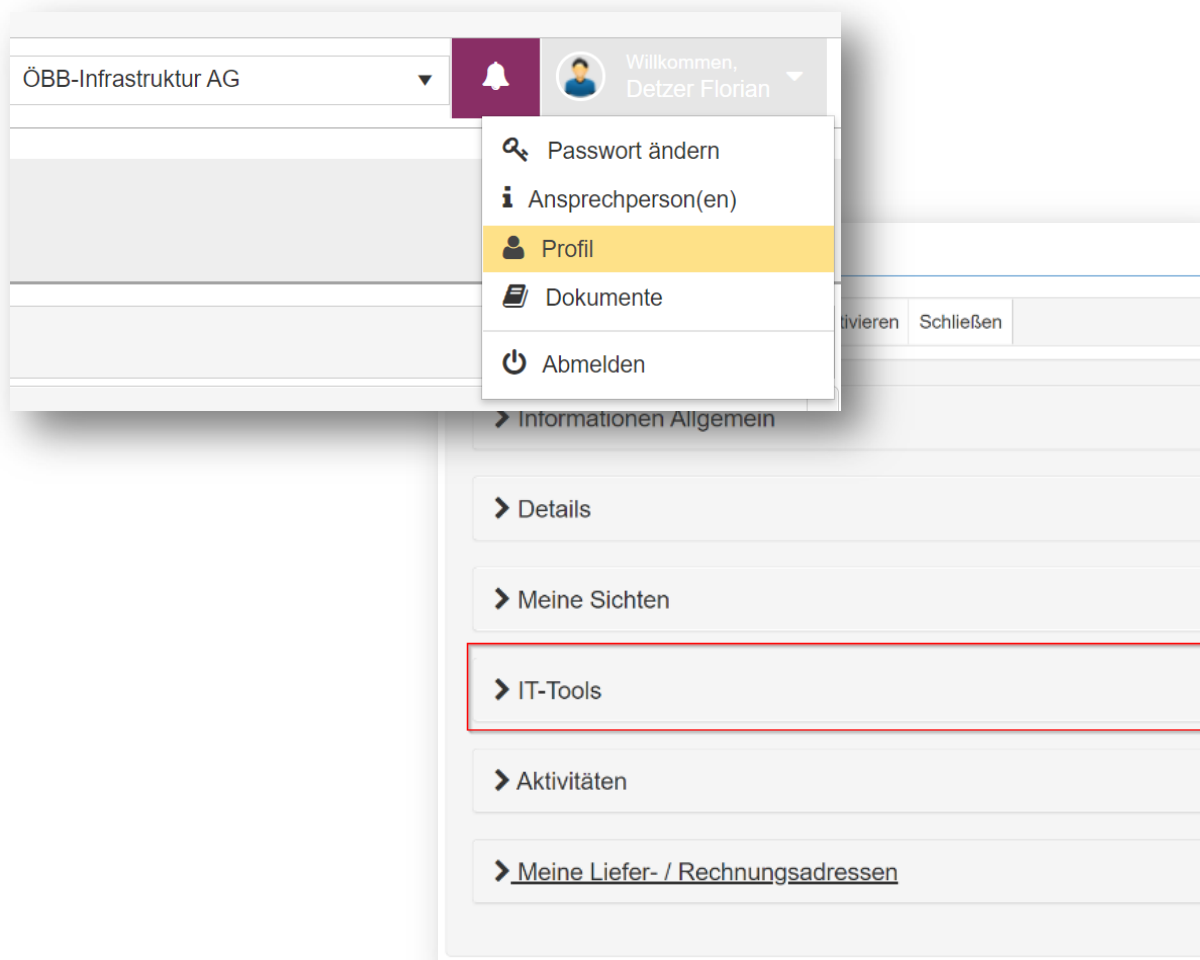 ÖBB-Infrastruktur AG
Willkommen,
Detzer Florian
Passwort ändern
Ansprechperson(en)
Profil
Dokumente
Abmelden
tivieren
Schließen
Informationen Allgemein
Details
Meine Sichten
IT-Tools
Aktivitäten
Meine Liefer- / Rechnungsadressen